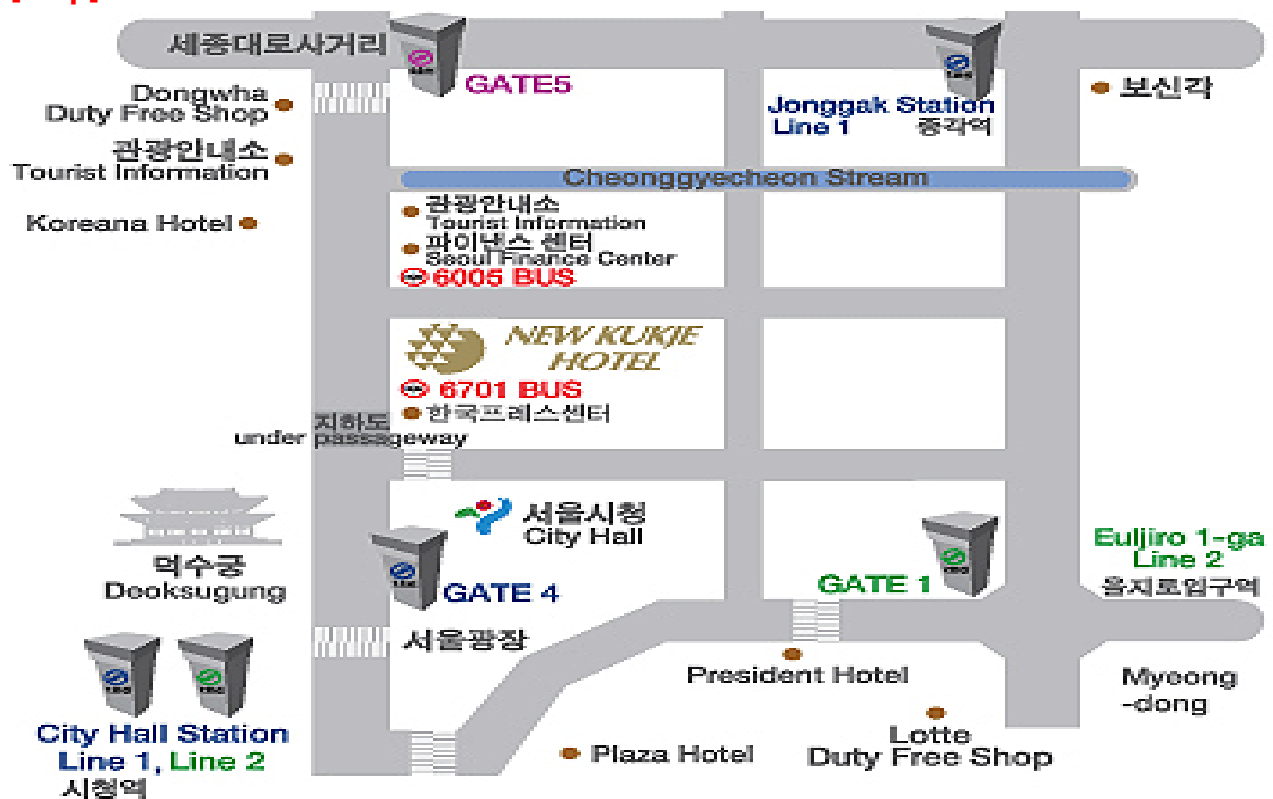 세종대로사거리
GATE5
Dongwha
Duty Free Shop
Jonggak Station
Line 1
종각역
보신각
관광안내소
Tourist Information
Cheonggyecheon Stream
Koreana Hotel
관광안내소
Tourist Information
파이낸스 센터
Seoul Finance Center
6005 BUS
NEW KUKJE
HOTEL
6701 BUS
한국프레스센터
지하도
under passageway
서울시청
City Hall
덕수궁
Deoksugung
GATE 4
GATE 1
Euljiro 1-ga
Line 2
을지로입구역
서울광장
President Hotel
Myeong
-dong
City Hall Station
Line 1, Line 2
시청역
Plaza Hotel
Lotte
Duty Free Shop